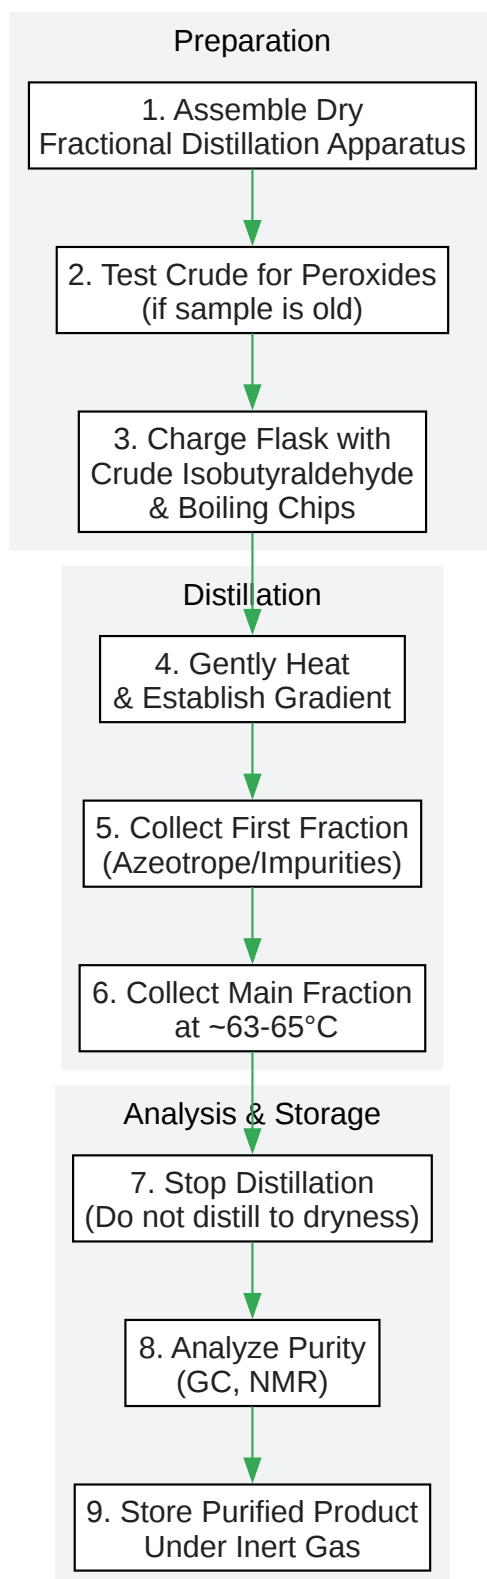 Preparation
1. Assemble Dry
Fractional Distillation Apparatus
2. Test Crude for Peroxides
(if sample is old)
3. Charge Flask with
Crude Isobutyraldehyde
& Boiling Chips
Distillation
4. Gently Heat
& Establish Gradient
5. Collect First Fraction
(Azeotrope/Impurities)
6. Collect Main Fraction
at ~63-65°C
Analysis & Storage
7. Stop Distillation
(Do not distill to dryness)
8. Analyze Purity
(GC, NMR)
9. Store Purified Product
Under Inert Gas